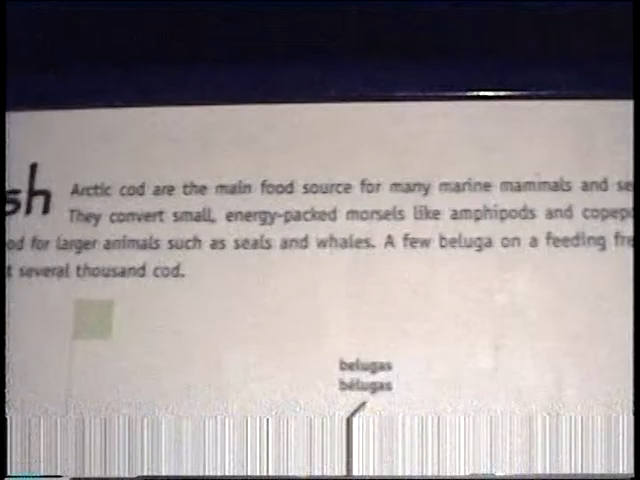 sh
Arctic cod are the main food source for many marine mammals and se
They convert small, energy-packed morsels like amphipods and copep
od for larger animals such as seals and whales. A few beluga on a feeding fre
t several thousand cod.
belugas
bélugas